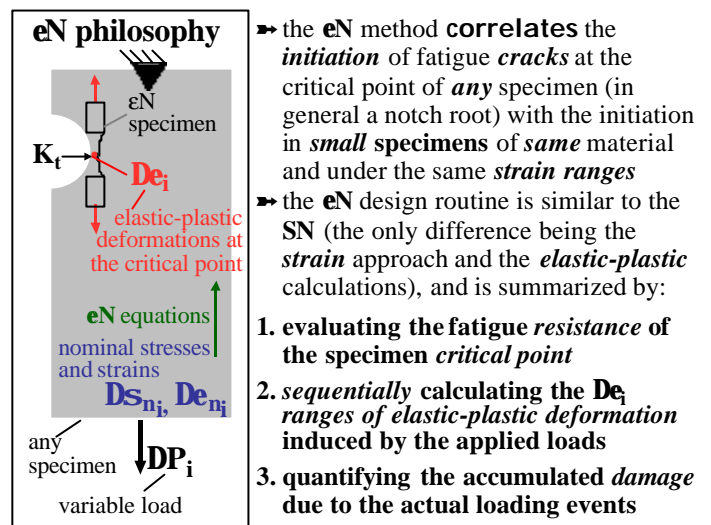 eN philosophy
εN
specimen
Kt
Dei
elastic-plastic
deformations at
the critical point
eN equations
nominal stresses
and strains
Dsni, Deni
any
specimen
DPi
variable load
➽ the eN method correlates the
initiation of fatigue cracks at the
critical point of any specimen (in
general a notch root) with the initiation
in small specimens of same material
and under the same strain ranges
➽ the eN design routine is similar to the
SN (the only difference being the
strain approach and the elastic-plastic
calculations), and is summarized by:
1. evaluating the fatigue resistance of
the specimen critical point
2. sequentially calculating the Dei
ranges of elastic-plastic deformation
induced by the applied loads
3. quantifying the accumulated damage
due to the actual loading events